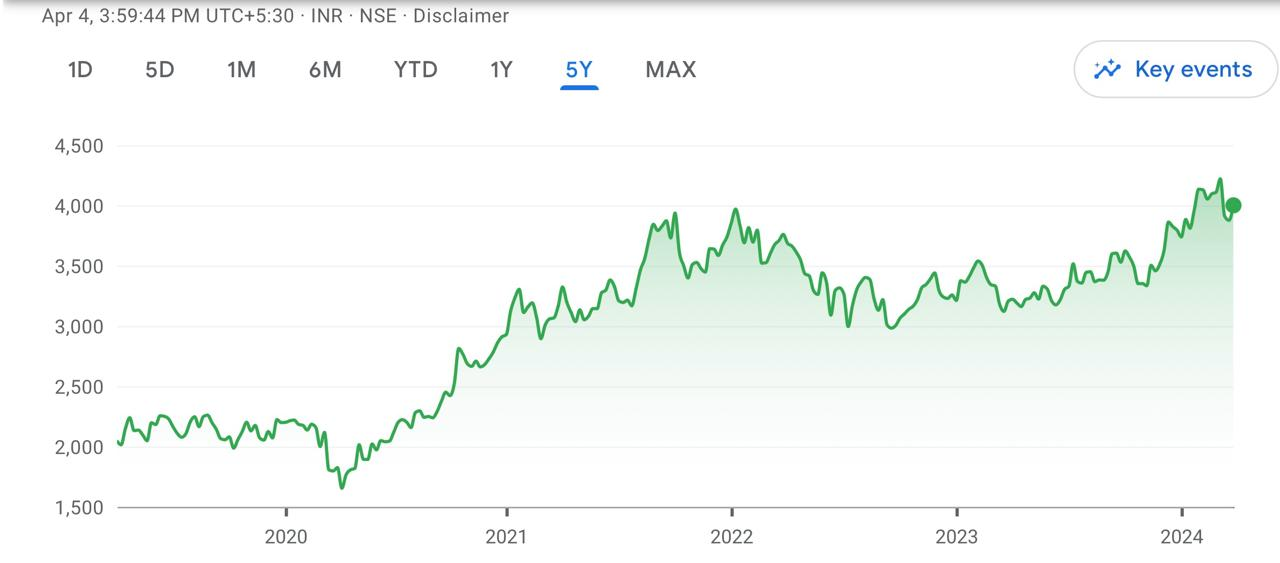 Apr 4, 3:59:44 PM UTC+5:30 · INR · NSE · Disclaimer
1D 5D 1M 6M YTD 1Y 5Y MAX Key events
4,500
4,000
3,500
3,000
2,500
2,000
1,500
2020 2021 2022 2023 2024